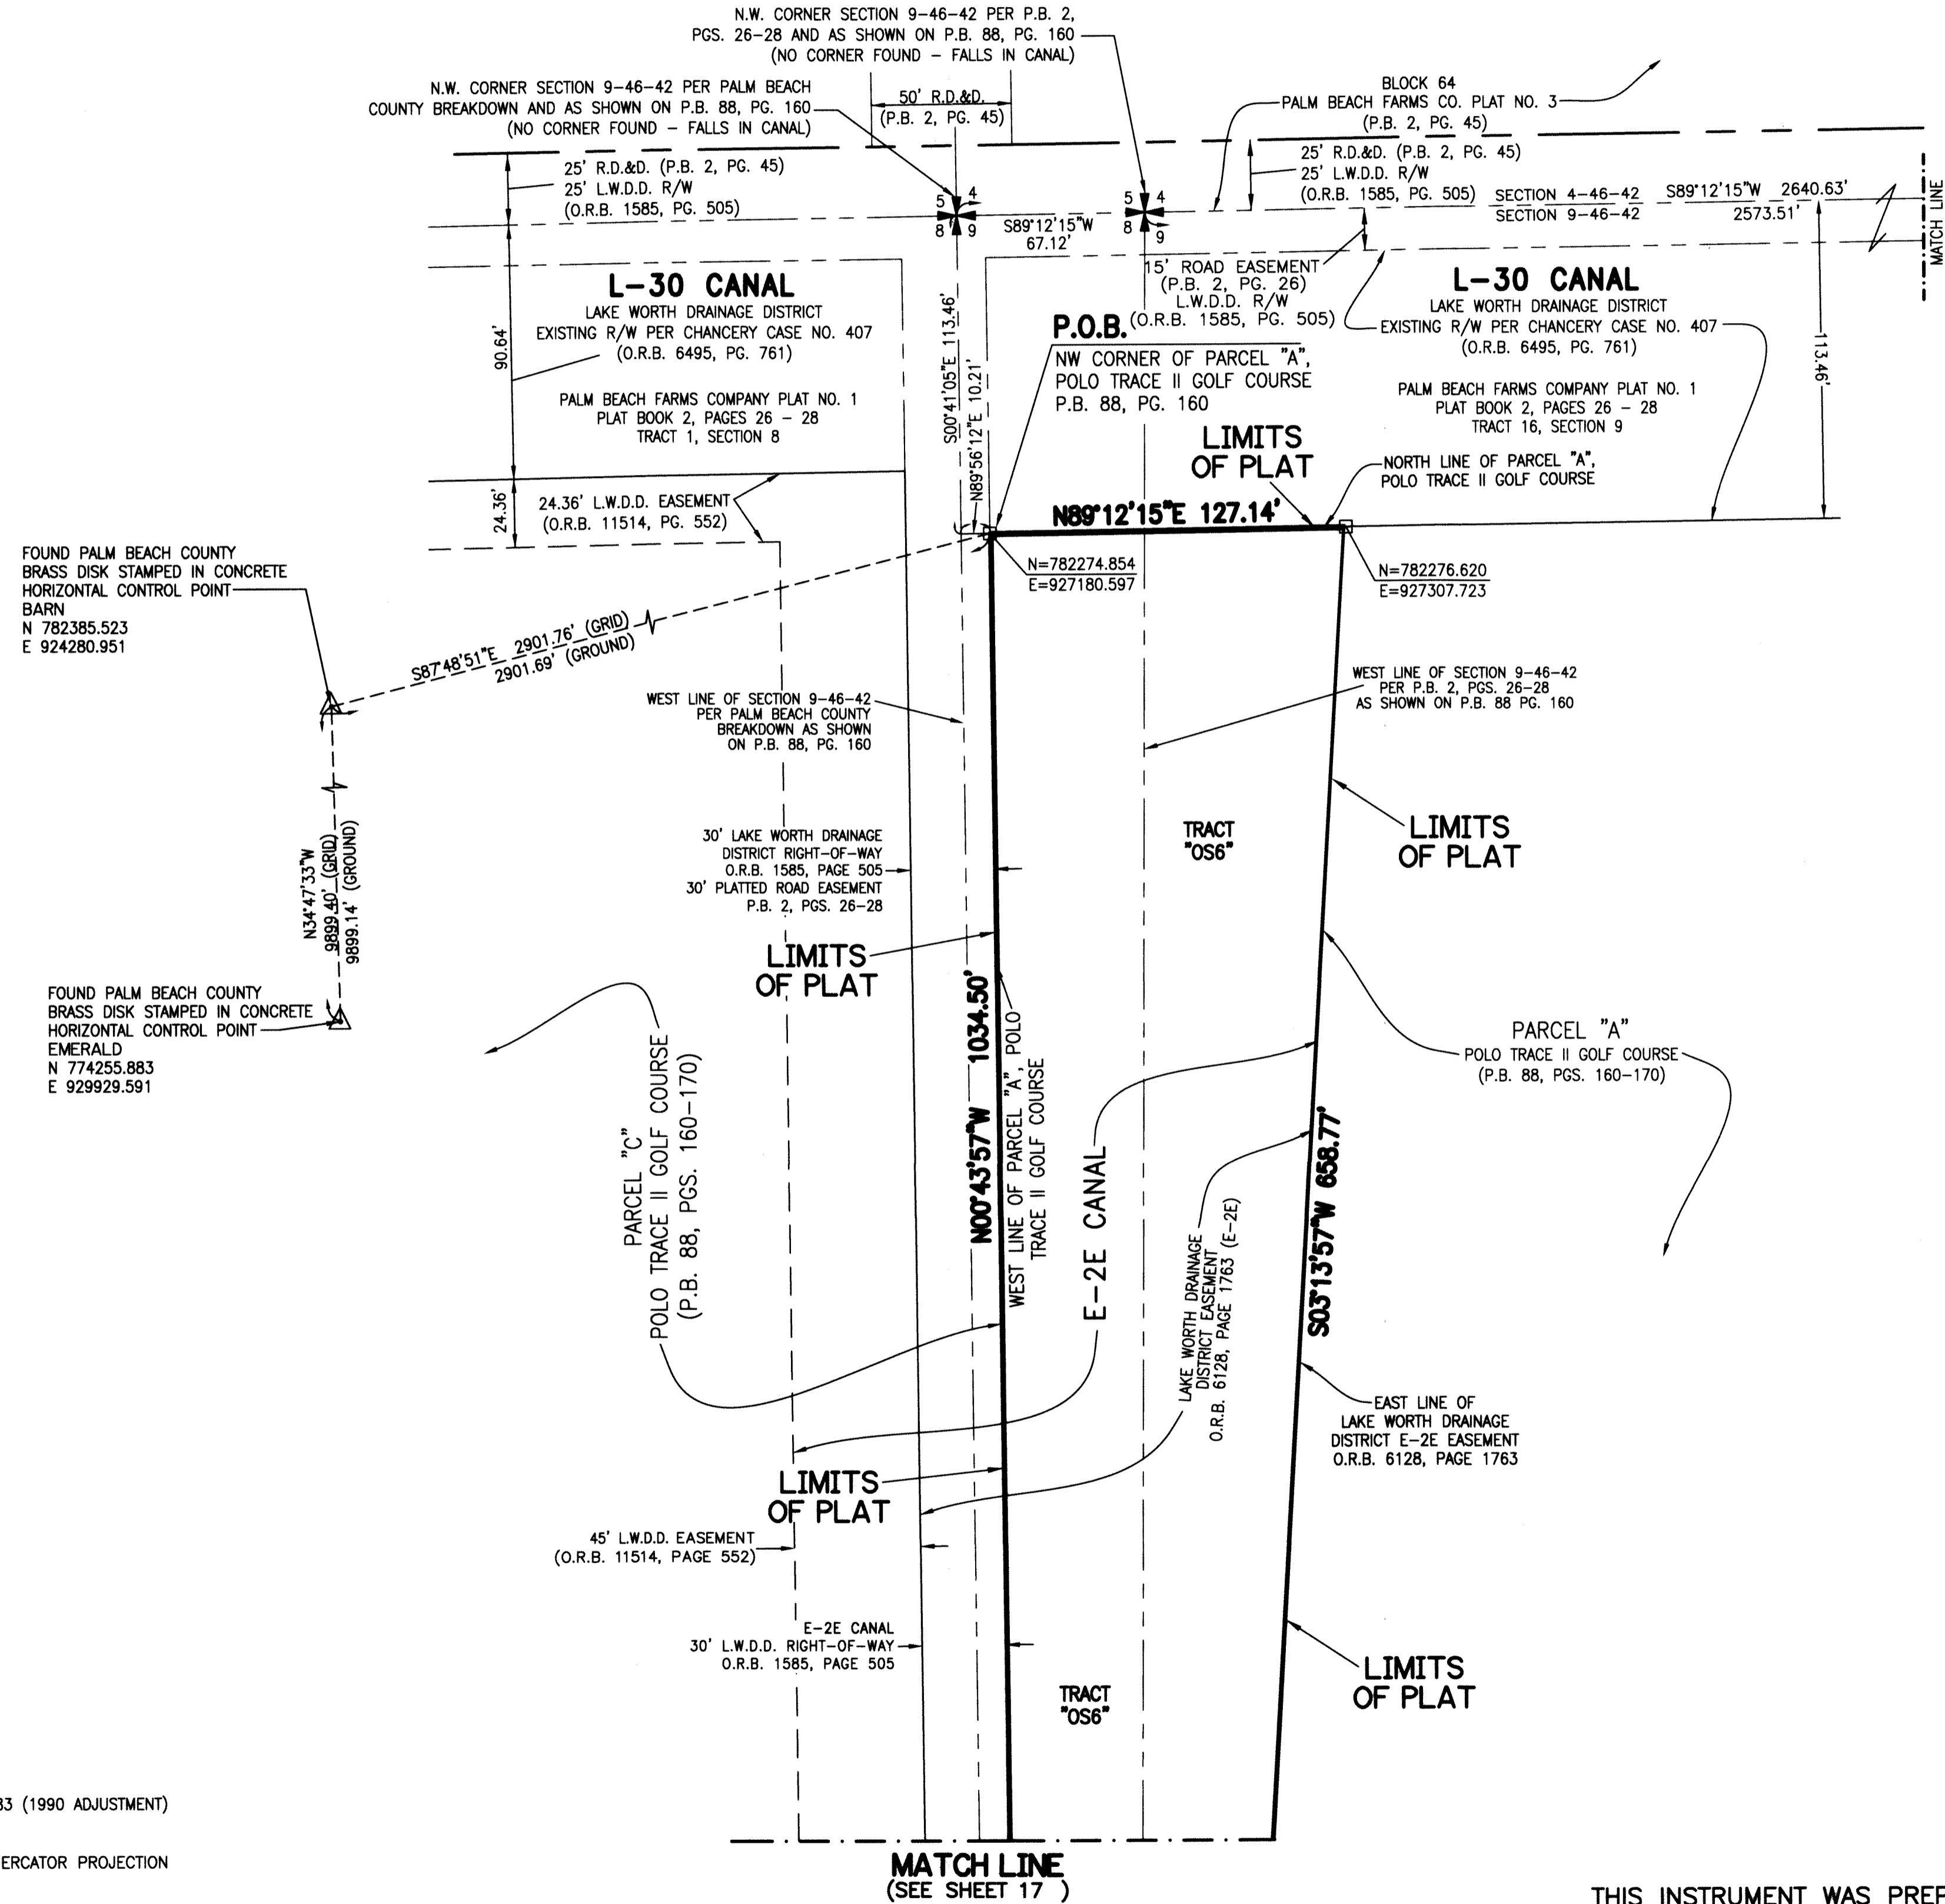 N.W. CORNER SECTION 9-46-42 PER P.B. 2,
PGS. 26-28 AND AS SHOWN ON P.B. 88, PG. 160
(NO CORNER FOUND - FALLS IN CANAL)
N.W. CORNER SECTION 9-46-42 PER PALM BEACH
COUNTY BREAKDOWN AND AS SHOWN ON P.B. 88, PG. 160
(NO CORNER FOUND - FALLS IN CANAL)
50' R.D.&D.
(P.B. 2, PG. 45)
BLOCK 64
PALM BEACH FARMS CO. PLAT NO. 3
(P.B. 2, PG. 45)
25' R.D.&D. (P.B. 2, PG. 45)
25' L.W.D.D. R/W
(O.R.B. 1585, PG. 505)
25' R.D.&D. (P.B. 2, PG. 45)
25' L.W.D.D. R/W
(O.R.B. 1585, PG. 505)
SECTION 4-46-42
SECTION 9-46-42
S89°12'15"W 2640.63'
2573.51'
MATCH LINE
5 4
8 9
5 4
8 9
S89°12'15"W
67.12'
L-30 CANAL
LAKE WORTH DRAINAGE DISTRICT
EXISTING R/W PER CHANCERY CASE NO. 407
(O.R.B. 6495, PG. 761)
PALM BEACH FARMS COMPANY PLAT NO. 1
PLAT BOOK 2, PAGES 26 - 28
TRACT 1, SECTION 8
90.64'
S00°41'05"E 113.46'
N89°56'12"E 10.21'
15' ROAD EASEMENT
(P.B. 2, PG. 26)
L.W.D.D. R/W
(O.R.B. 1585, PG. 505)
P.O.B.
NW CORNER OF PARCEL "A",
POLO TRACE II GOLF COURSE
P.B. 88, PG. 160
L-30 CANAL
LAKE WORTH DRAINAGE DISTRICT
EXISTING R/W PER CHANCERY CASE NO. 407
(O.R.B. 6495, PG. 761)
PALM BEACH FARMS COMPANY PLAT NO. 1
PLAT BOOK 2, PAGES 26 - 28
TRACT 16, SECTION 9
113.46'
LIMITS
OF PLAT
NORTH LINE OF PARCEL "A",
POLO TRACE II GOLF COURSE
24.36'
24.36' L.W.D.D. EASEMENT
(O.R.B. 11514, PG. 552)
N89°12'15"E 127.14'
N=782274.854
E=927180.597
N=782276.620
E=927307.723
FOUND PALM BEACH COUNTY
BRASS DISK STAMPED IN CONCRETE
HORIZONTAL CONTROL POINT
BARN
N 782385.523
E 924280.951
S87°48'51"E 2901.76' (GRID)
2901.69' (GROUND)
WEST LINE OF SECTION 9-46-42
PER PALM BEACH COUNTY
BREAKDOWN AS SHOWN
ON P.B. 88, PG. 160
WEST LINE OF SECTION 9-46-42
PER P.B. 2, PGS. 26-28
AS SHOWN ON P.B. 88 PG. 160
N34°47'33"W
9899.40' (GRID)
9899.14' (GROUND)
30' LAKE WORTH DRAINAGE
DISTRICT RIGHT-OF-WAY
O.R.B. 1585, PAGE 505
30' PLATTED ROAD EASEMENT
P.B. 2, PGS. 26-28
TRACT
"OS6"
LIMITS
OF PLAT
LIMITS
OF PLAT
FOUND PALM BEACH COUNTY
BRASS DISK STAMPED IN CONCRETE
HORIZONTAL CONTROL POINT
EMERALD
N 774255.883
E 929929.591
PARCEL "C"
POLO TRACE II GOLF COURSE
(P.B. 88, PGS. 160-170)
N00°43'57"W 1034.50'
WEST LINE OF PARCEL "A", POLO
TRACE II GOLF COURSE
E-2E CANAL
LAKE WORTH DRAINAGE
DISTRICT EASEMENT
O.R.B. 6128, PAGE 1763 (E-2E)
S03°13'57"W 658.77'
PARCEL "A"
POLO TRACE II GOLF COURSE
(P.B. 88, PGS. 160-170)
EAST LINE OF
LAKE WORTH DRAINAGE
DISTRICT E-2E EASEMENT
O.R.B. 6128, PAGE 1763
LIMITS
OF PLAT
45' L.W.D.D. EASEMENT
(O.R.B. 11514, PAGE 552)
E-2E CANAL
30' L.W.D.D. RIGHT-OF-WAY
O.R.B. 1585, PAGE 505
TRACT
"OS6"
LIMITS
OF PLAT
83 (1990 ADJUSTMENT)
ERCATOR PROJECTION
MATCH LINE
(SEE SHEET 17 )
THIS INSTRUMENT WAS PREP